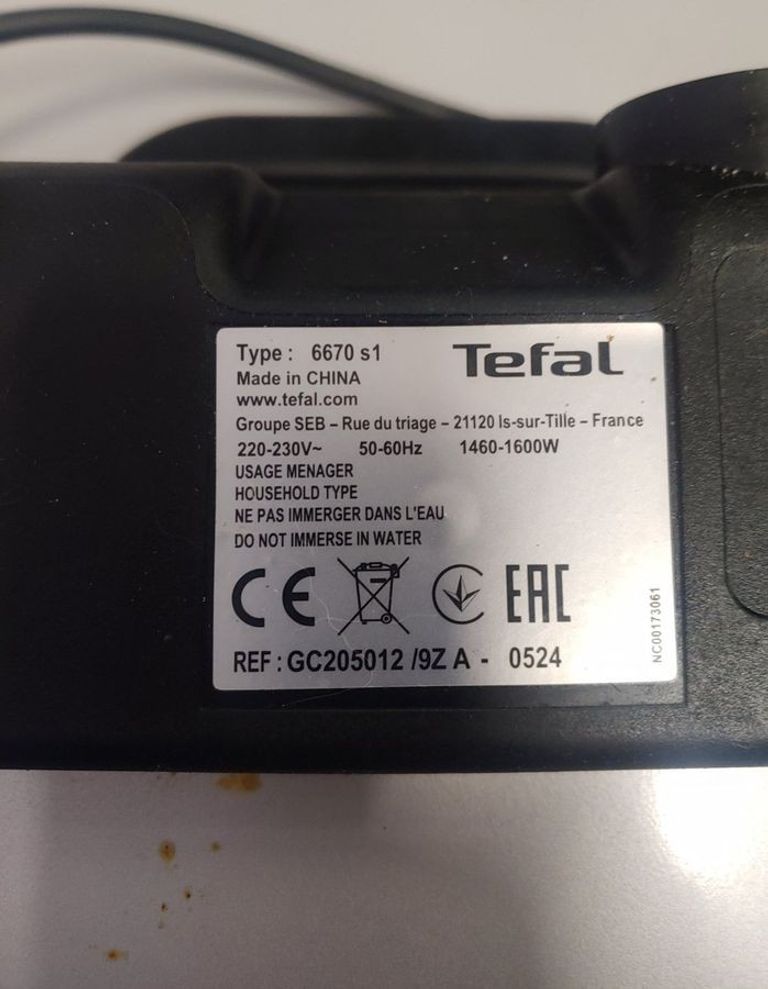 Type : 6670 s1
Tefal
Made in CHINA
www.tefal.com
Groupe SEB – Rue du triage – 21120 Is-sur-Tille – France
220-230V~ 50-60Hz 1460-1600W
USAGE MENAGER
HOUSEHOLD TYPE
NE PAS IMMERGER DANS L'EAU
DO NOT IMMERSE IN WATER
CE EAC
REF : GC205012 /9Z A - 0524
NC00173061